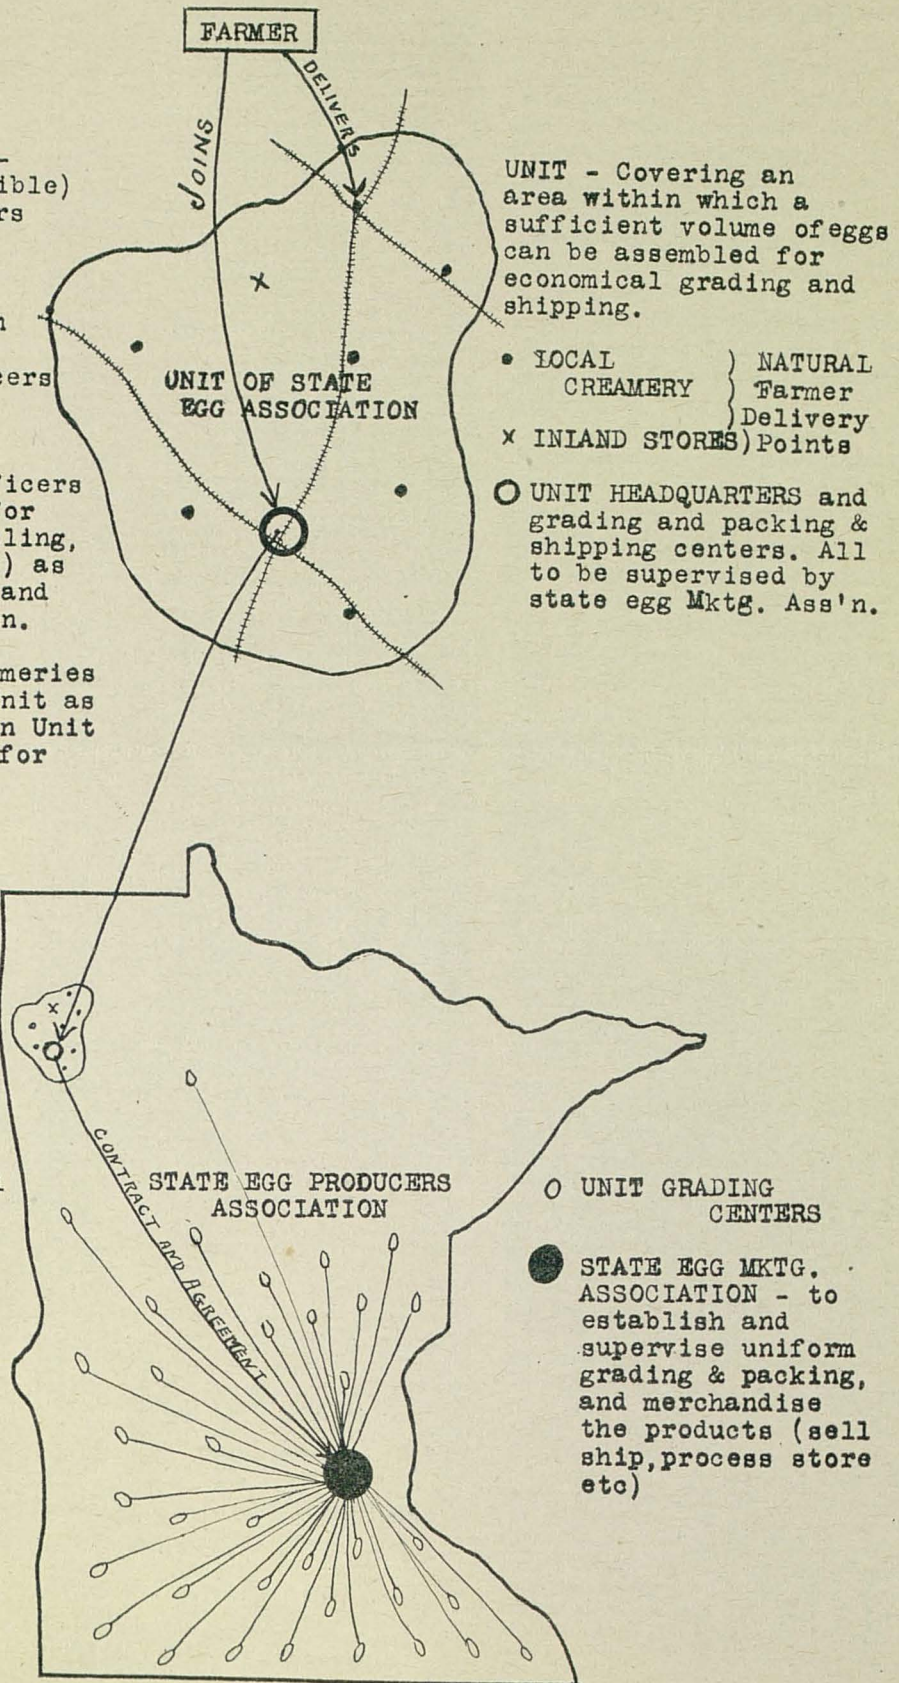 FARMER
DELIVERS
JOINS
ible)
rs
n
cers
icers
or
ling,
) as
and
n.
meries
nit as
n Unit
for
UNIT OF STATE
EGG ASSOCIATION
UNIT - Covering an
area within which a
sufficient volume of eggs
can be assembled for
economical grading and
shipping.
LOCAL ) NATURAL
CREAMERY ) Farmer
) Delivery
x INLAND STORES) Points
O UNIT HEADQUARTERS and
grading and packing &
shipping centers. All
to be supervised by
state egg Mktg. Ass'n.
CONTRACT AND AGREEMENT
STATE EGG PRODUCERS
ASSOCIATION
O UNIT GRADING
CENTERS
STATE EGG MKTG.
ASSOCIATION - to
establish and
supervise uniform
grading & packing,
and merchandise
the products (sell
ship,process store
etc)